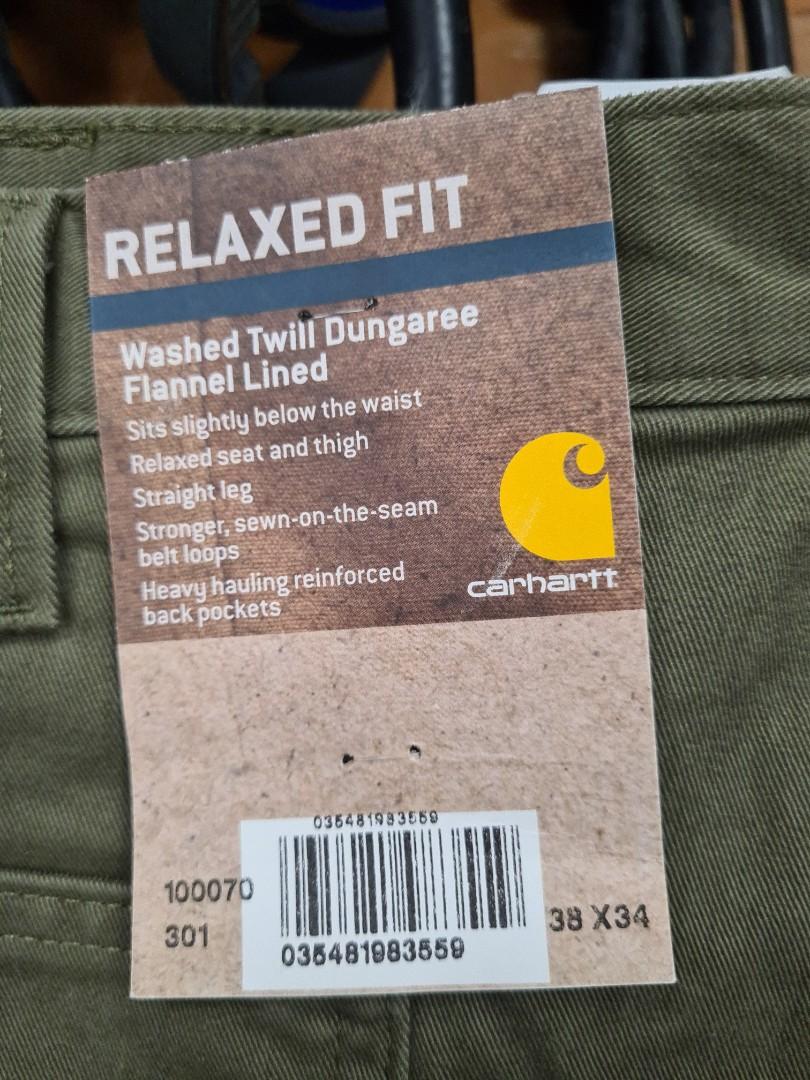 RELAXED FIT
Washed Twill Dungaree
Flannel Lined
Sits slightly below the waist
Relaxed seat and thigh
Straight leg
Stronger, sewn-on-the-seam
belt loops
Heavy hauling reinforced
back pockets
carhartt
035481983559
100070
301
38 X34
035481983559